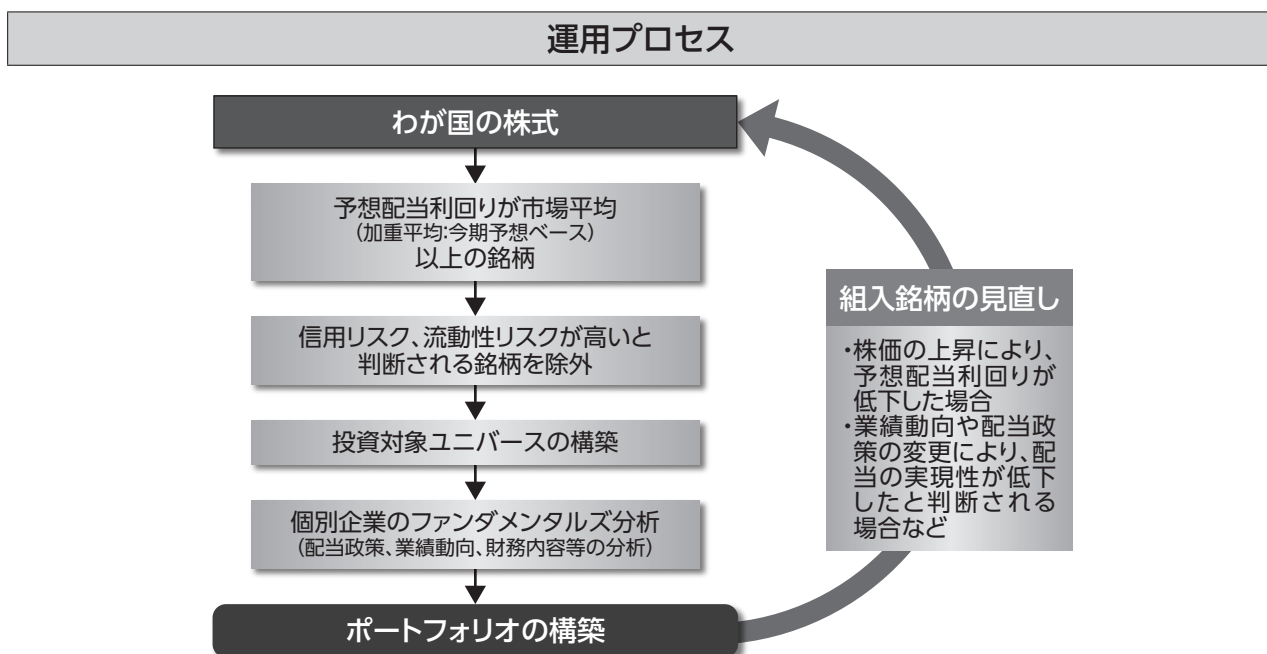 運用プロセス
わが国の株式
予想配当利回りが市場平均
(加重平均:今期予想ベース)
以上の銘柄
信用リスク、流動性リスクが高いと
判断される銘柄を除外
投資対象ユニバースの構築
個別企業のファンダメンタルズ分析
(配当政策、業績動向、財務内容等の分析)
ポートフォリオの構築
組入銘柄の見直し
・株価の上昇により、
予想配当利回りが
低下した場合
・業績動向や配当政
策の変更により、配
当の実現性が低下
したと判断される
場合など